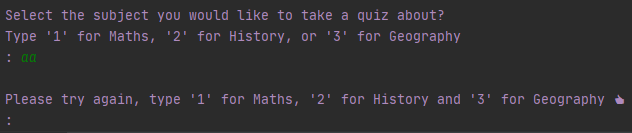 Select the subject you would like to take a quiz about?
Type '1' for Maths, '2' for History, or '3' for Geography
: aa
Please try again, type '1' for Maths, '2' for History and '3' for Geography 👆
: